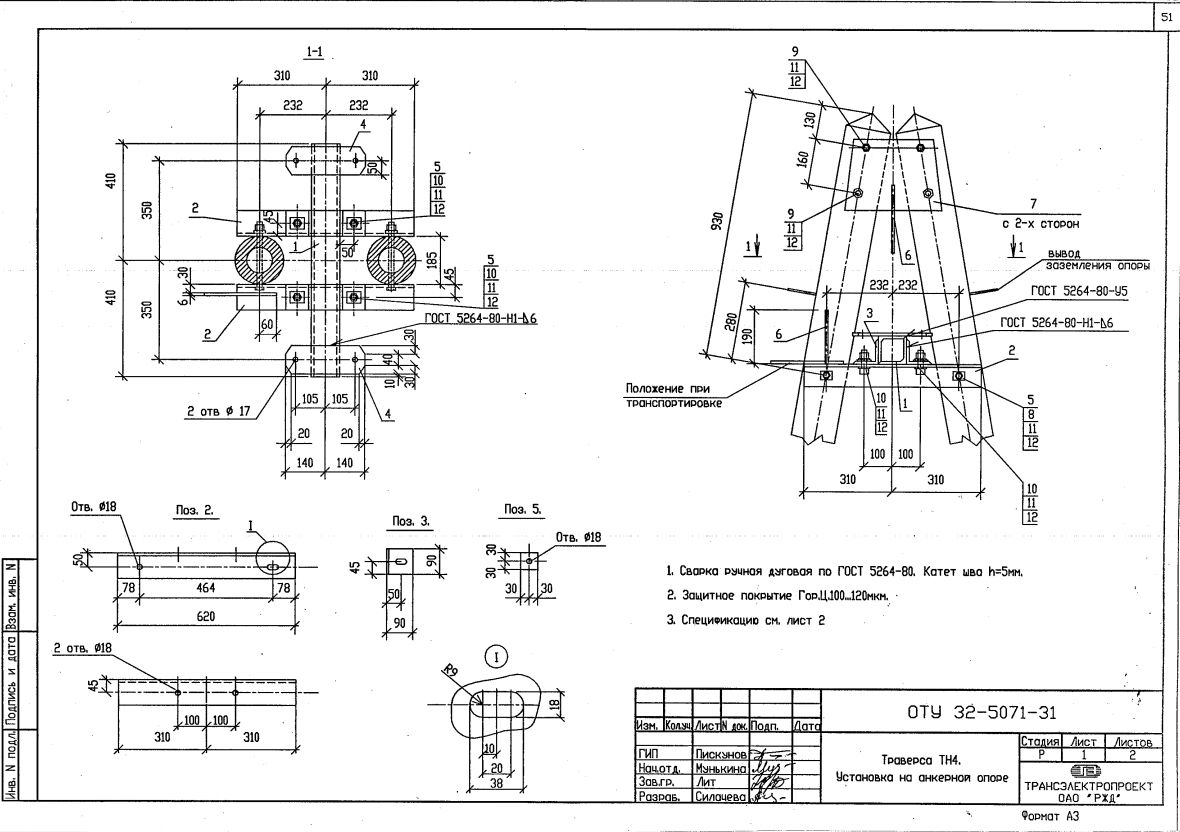 51
1-1
310
310
232
232
4
50
410
350
410
350
2
45
5
10
11
12
1
50
185
45
30
6
5
10
11
12
60
2
ГОСТ 5264-80-Н1-⊿6
30
40
10
30
2 отв ⌀ 17
105
105
4
20
20
140
140
9
11
12
130
160
930
9
11
12
7
с 2-х сторон
1
1
6
вывод
заземления опоры
232
232
ГОСТ 5264-80-У5
280
190
3
6
ГОСТ 5264-80-Н1-⊿6
2
Положение при
транспортировке
10
11
12
1
5
8
11
12
100
100
310
310
10
11
12
Отв. ⌀18
Поз. 2.
I
50
78
464
78
620
Поз. 3.
45
90
50
90
Поз. 5.
Отв. ⌀18
30
30
30
30
2 отв. ⌀18
45
100
100
310
310
I
R9
18
10
20
38
1. Сварка ручная дуговая по ГОСТ 5264-80. Катет шва h=5мм.
2. Защитное покрытие Гор.Ц.100...120мкм.
3. Спецификацию см. лист 2
Инв. N подл.
Подпись и дата
Взам. инв. N
ОТУ 32-5071-31
Изм. Кол.уч Лист N док. Подп. Дата
ГИП Пискунов
Нач.отд. Мунькина
Зав.гр. Лит
Разраб. Силачева
Траверса ТН4.
Установка на анкерной опоре
Стадия Лист Листов
Р 1 2
ТРАНСЭЛЕКТРОПРОЕКТ
ОАО "РЖД"
Формат А3